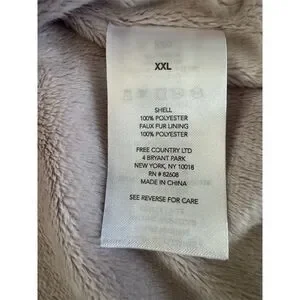 XXL
SHELL
100% POLYESTER
FAUX FUR LINING
100% POLYESTER
FREE COUNTRY LTD
4 BRYANT PARK
NEW YORK, NY 10018
RN # 82608
MADE IN CHINA
SEE REVERSE FOR CARE